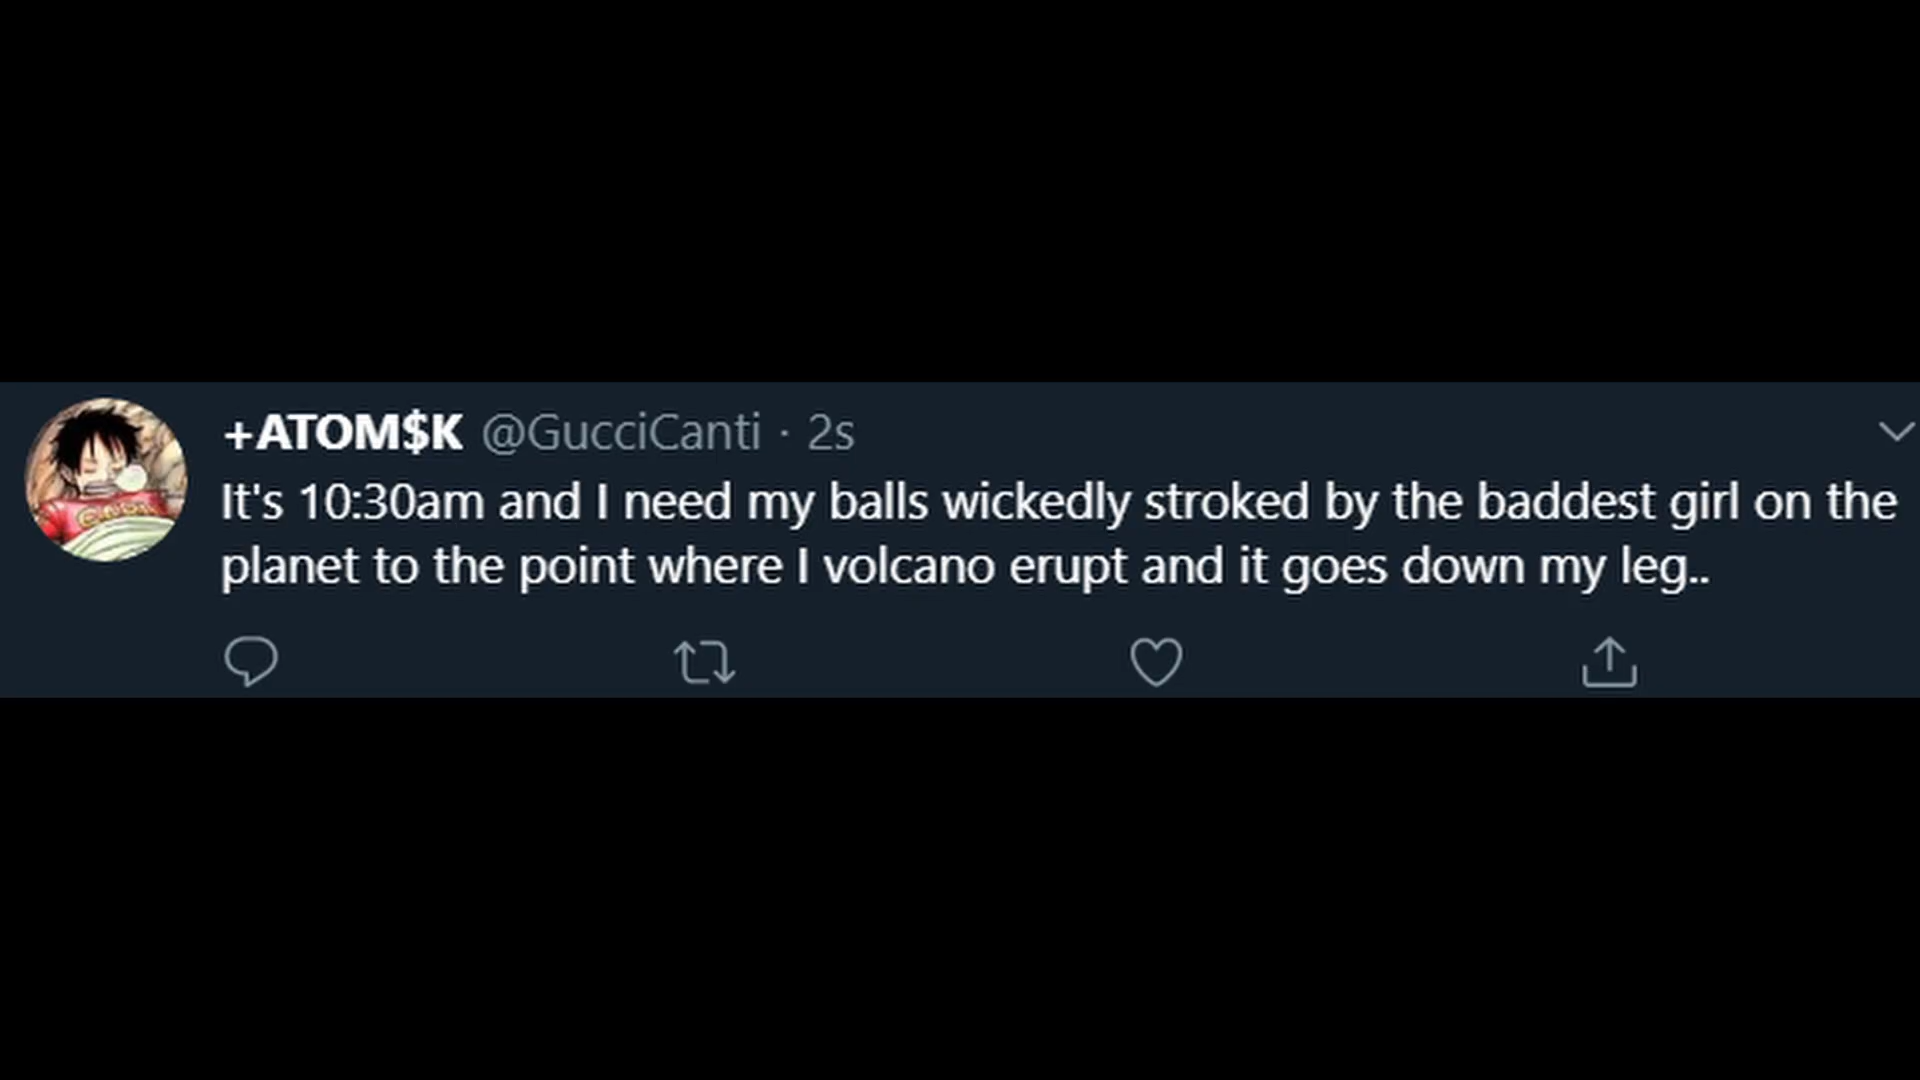 +ATOM$K @GucciCanti · 2s
It's 10:30am and I need my balls wickedly stroked by the baddest girl on the
planet to the point where I volcano erupt and it goes down my leg..